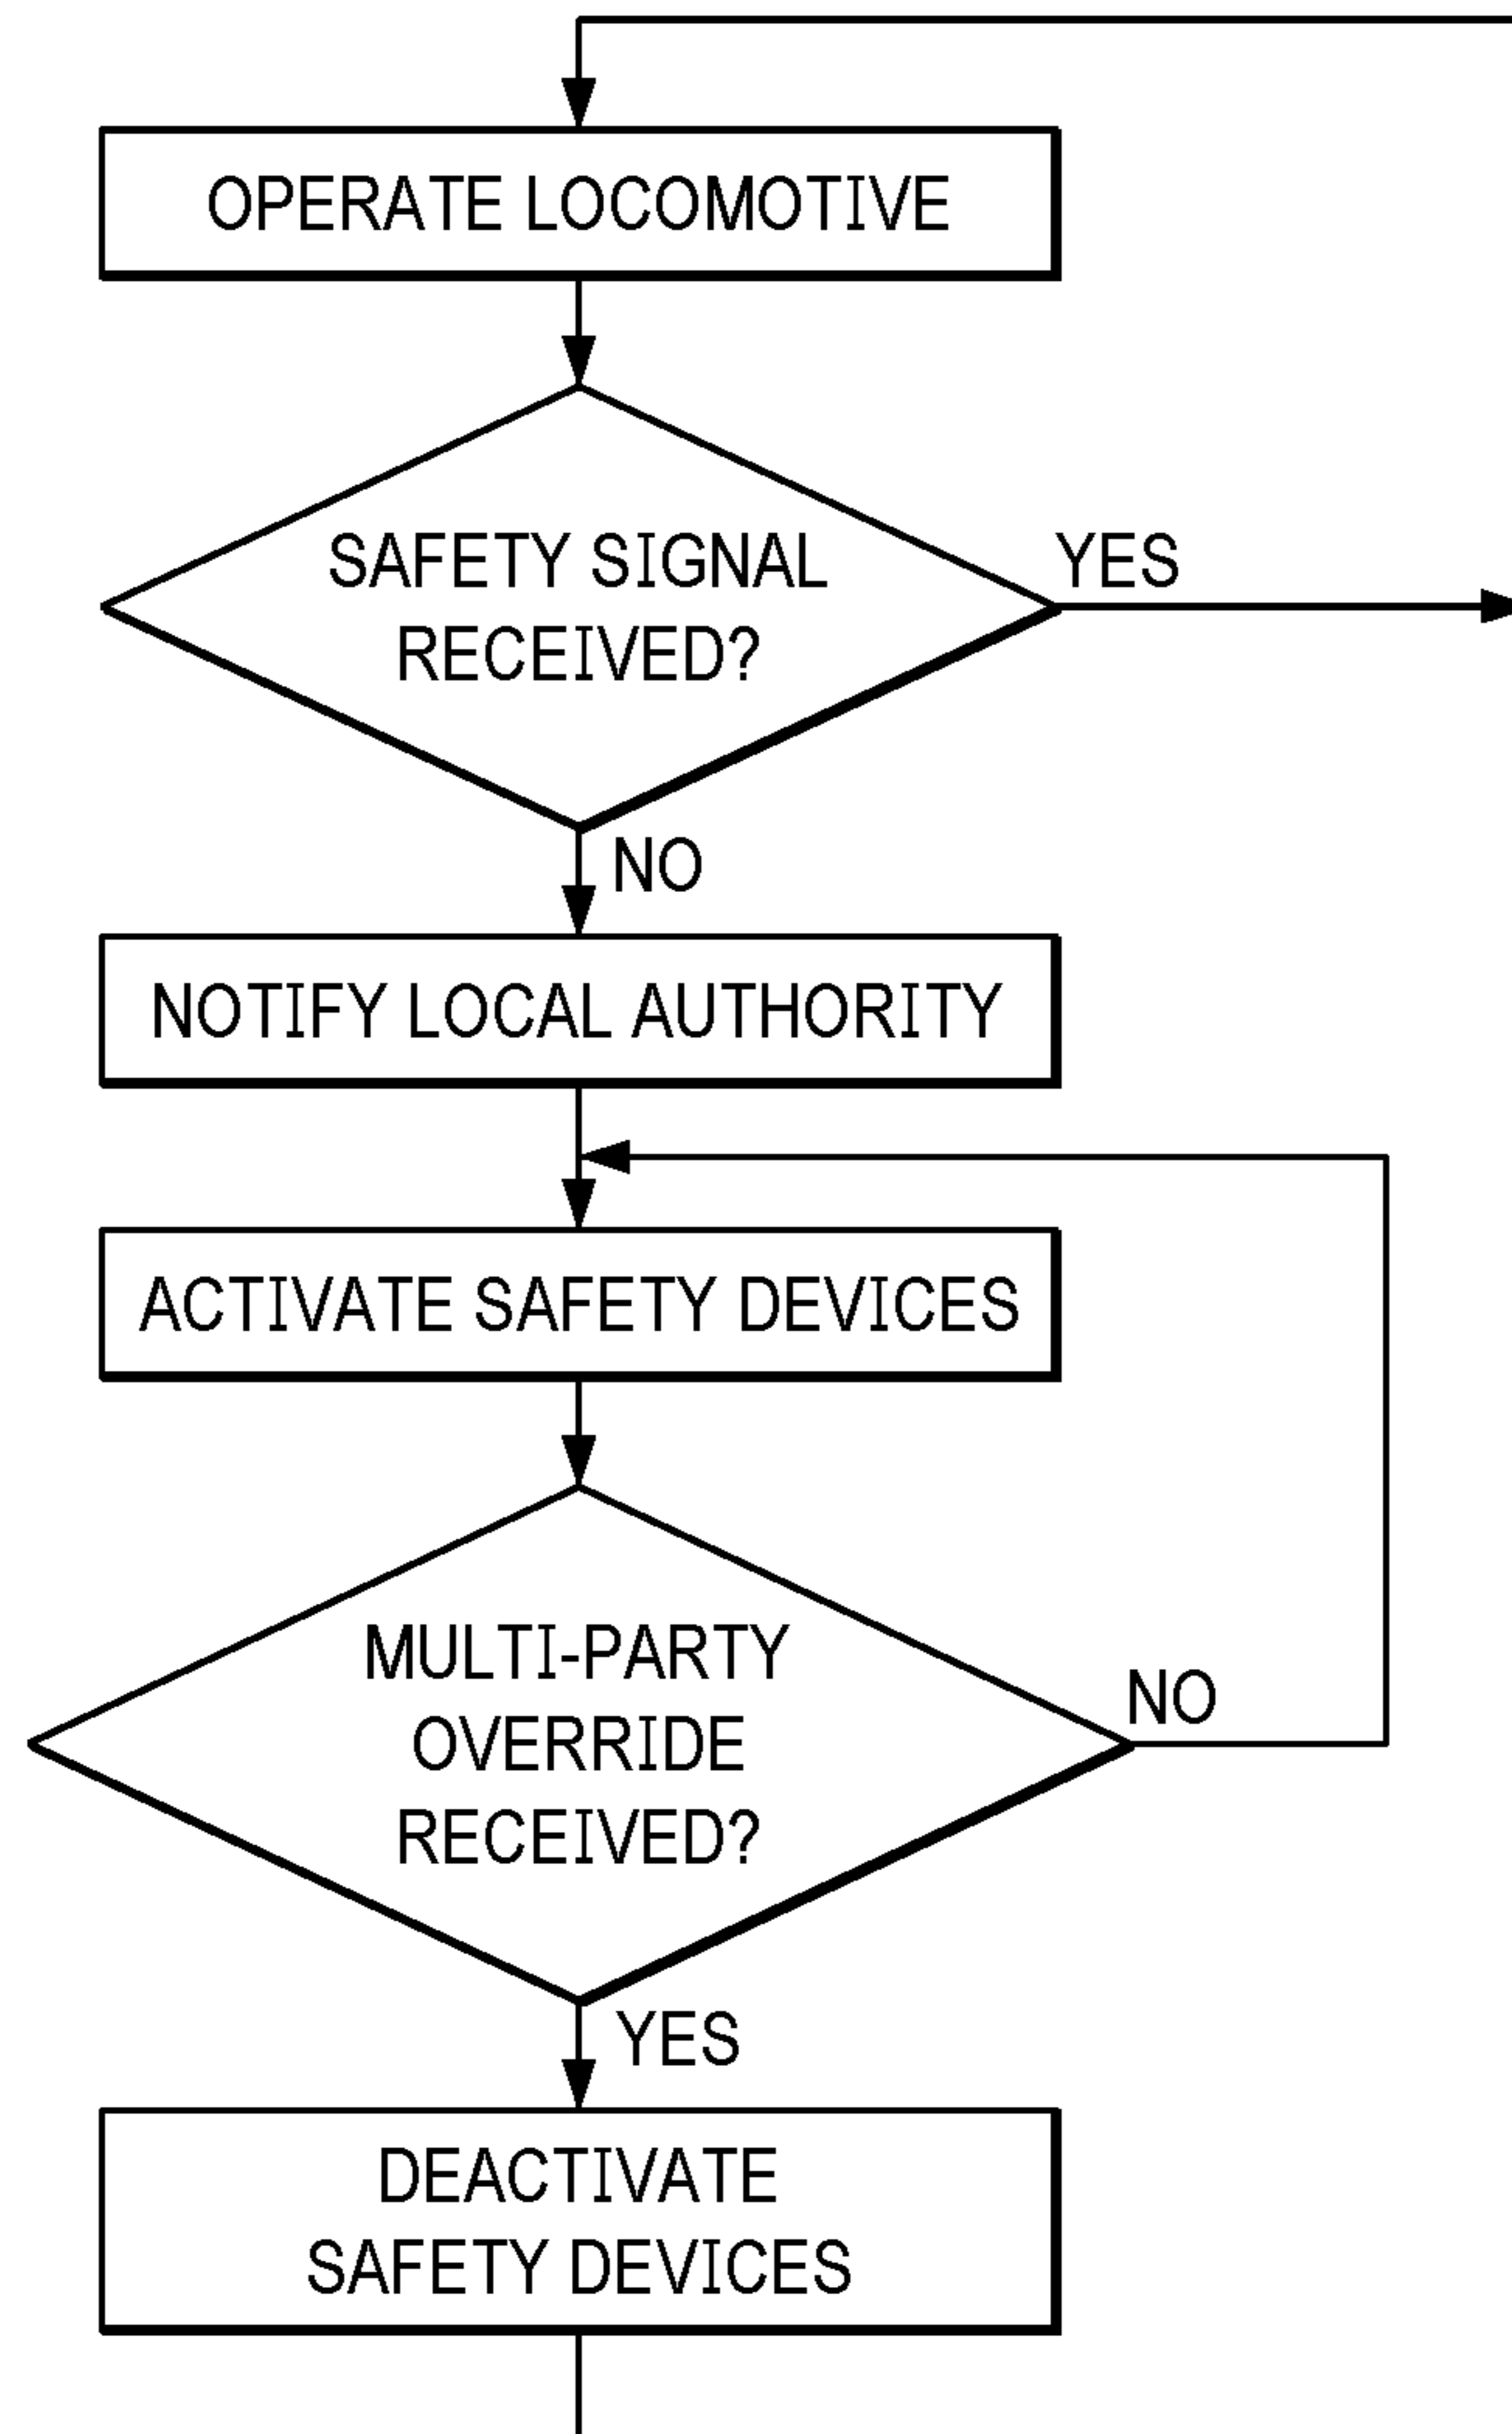 OPERATE LOCOMOTIVE
SAFETY SIGNAL
RECEIVED?
YES
NO
NOTIFY LOCAL AUTHORITY
ACTIVATE SAFETY DEVICES
MULTI-PARTY
OVERRIDE
RECEIVED?
NO
YES
DEACTIVATE
SAFETY DEVICES